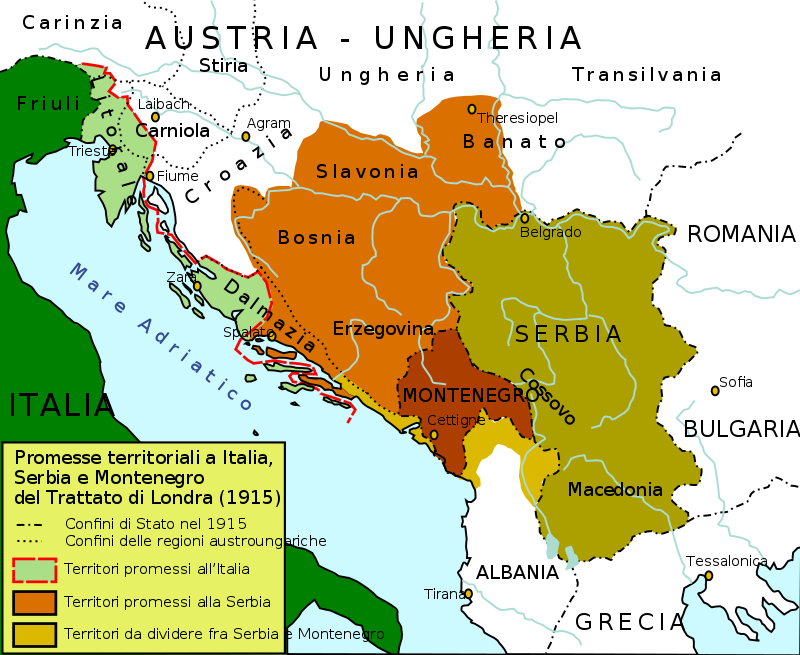 Carinzia
AUSTRIA - UNGHERIA
Stiria
Ungheria
Transilvania
Friuli
Litorale
Laibach
Carniola
Agram
Theresiopel
Banato
Trieste
Croazia
Slavonia
Fiume
Bosnia
Belgrado
ROMANIA
Zara
Dalmazia
Mare Adriatico
Spalato
Erzegovina
SERBIA
ITALIA
MONTENEGRO
Cossovo
Sofia
Cettigne
BULGARIA
Macedonia
ALBANIA
Tessalonica
Tirana
GRECIA
Promesse territoriali a Italia,
Serbia e Montenegro
del Trattato di Londra (1915)
Confini di Stato nel 1915
Confini delle regioni austroungariche
Territori promessi all'Italia
Territori promessi alla Serbia
Territori da dividere fra Serbia e Montenegro